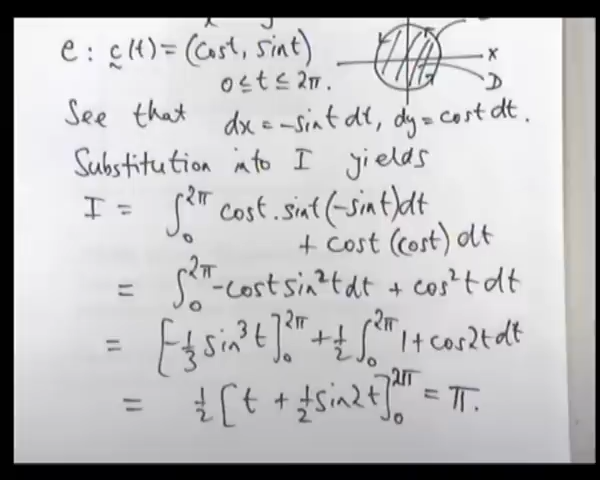 C : c(t) = (cost, sint)
0 ≤ t ≤ 2π.
x
D
See that dx = -sint dt, dy = cost dt.
Substitution into I yields
I = ∫₀^2π cost . sint (-sint) dt
+ cost (cost) dt
= ∫₀^2π -cost sin²t dt + cos²t dt
= [-1/3 sin³t]₀^2π + 1/2 ∫₀^2π 1 + cos2t dt
= 1/2 [t + 1/2 sin2t]₀^2π = π.